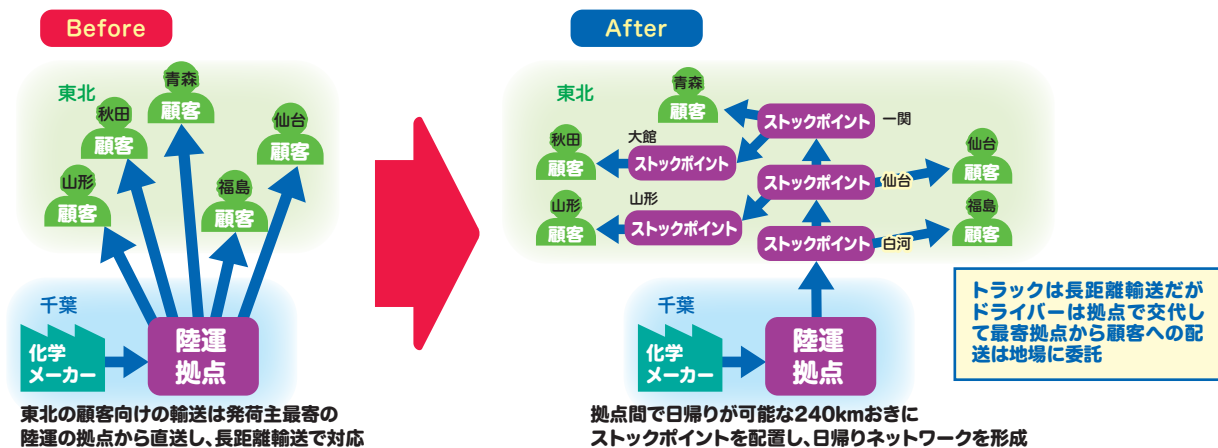 Before
東北
青森
顧客
秋田
顧客
仙台
顧客
山形
顧客
福島
顧客
千葉
化学
メーカー
陸運
拠点
東北の顧客向けの輸送は発荷主最寄の
陸運の拠点から直送し、長距離輸送で対応
After
東北
青森
顧客
ストックポイント
一関
秋田
顧客
大館
ストックポイント
ストックポイント
仙台
仙台
顧客
山形
顧客
山形
ストックポイント
ストックポイント
白河
福島
顧客
千葉
化学
メーカー
陸運
拠点
トラックは長距離輸送だが
ドライバーは拠点で交代し
て最寄拠点から顧客への配
送は地場に委託
拠点間で日帰りが可能な240kmおきに
ストックポイントを配置し、日帰りネットワークを形成